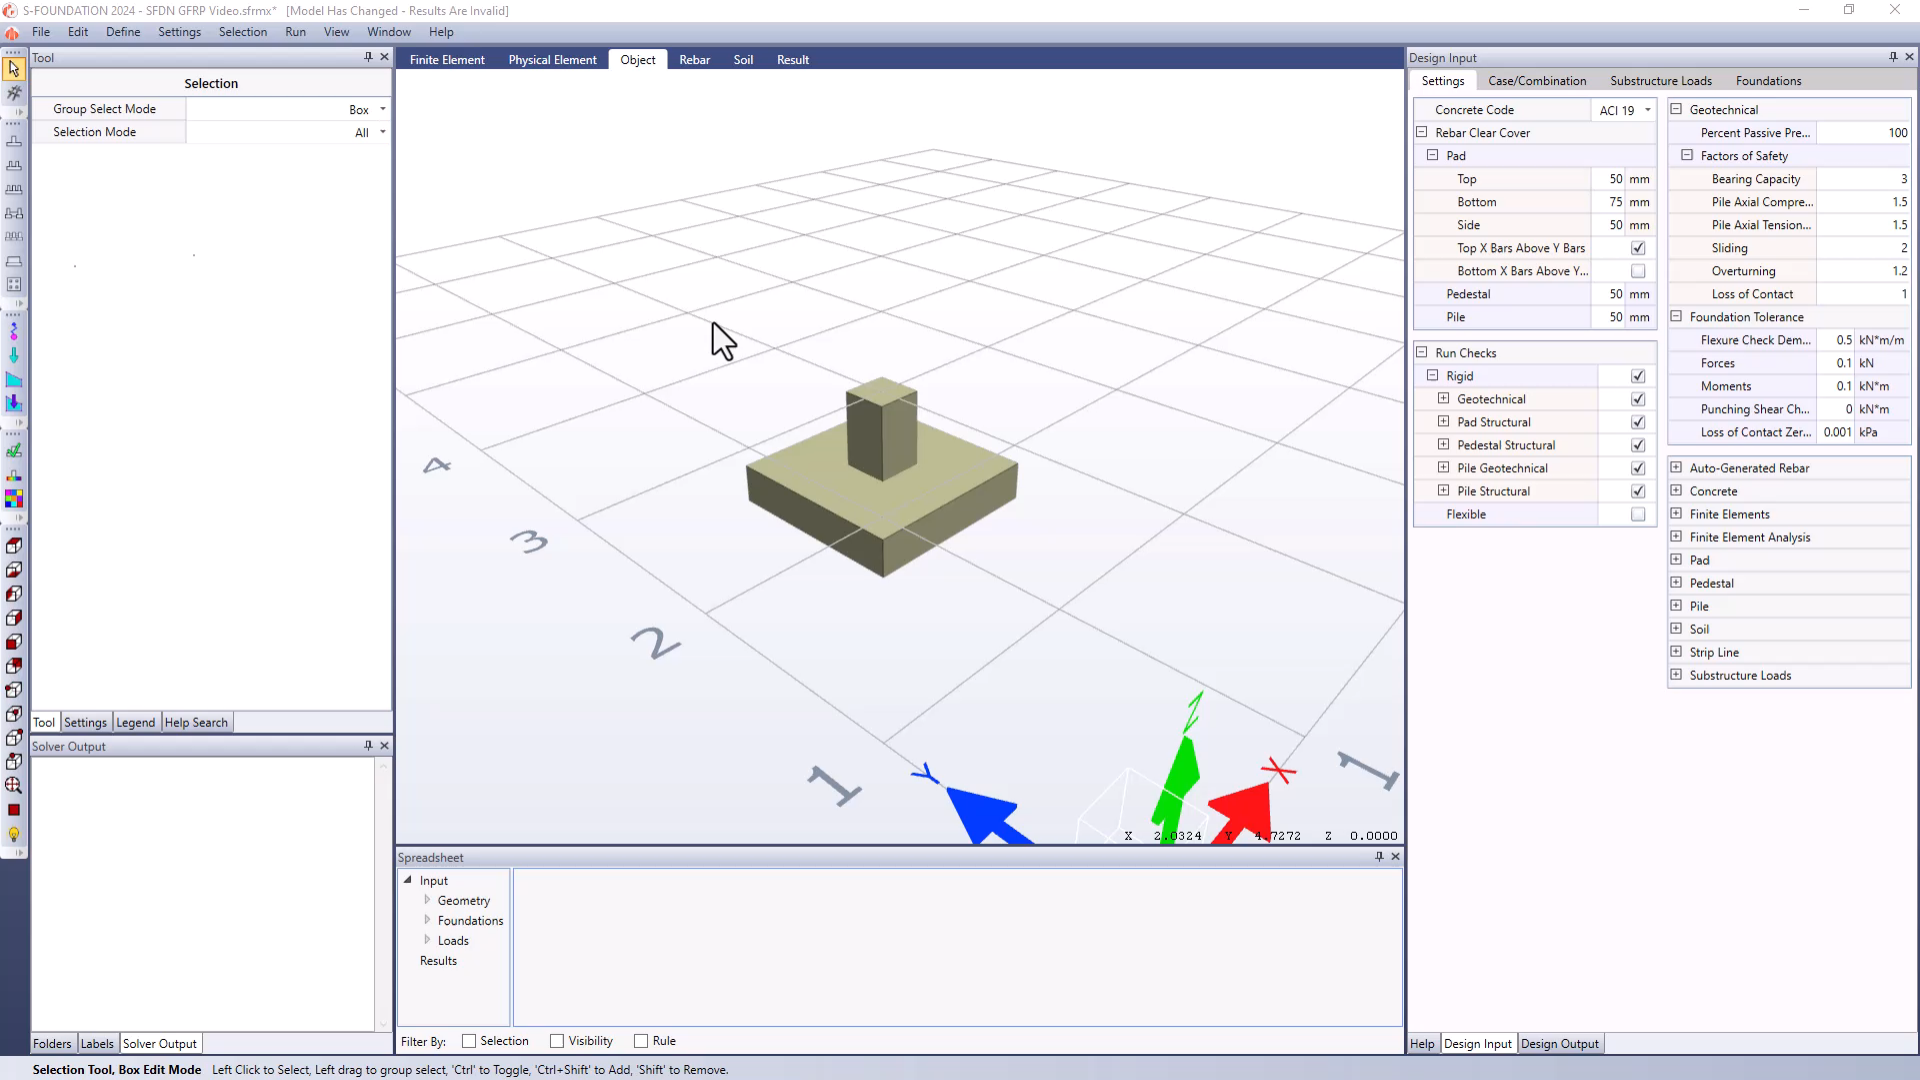 S-FOUNDATION 2024 - SFDN GFRP Video.sfrmx* [Model Has Changed - Results Are Invalid]
File Edit Define Settings Selection Run View Window Help
Tool
Selection
Group Select Mode Box
Selection Mode All
Tool Settings Legend Help Search
Solver Output
Folders Labels Solver Output
Finite Element Physical Element Object Rebar Soil Result
4
3
2
1
1
Y
Z
X
X 2.0324 Y 4.7272 Z 0.0000
Spreadsheet
Input
Geometry
Foundations
Loads
Results
Filter By: Selection Visibility Rule
Design Input
Settings Case/Combination Substructure Loads Foundations
Concrete Code ACI 19
Rebar Clear Cover
Pad
Top 50 mm
Bottom 75 mm
Side 50 mm
Top X Bars Above Y Bars
Bottom X Bars Above Y...
Pedestal 50 mm
Pile 50 mm
Run Checks
Rigid
Geotechnical
Pad Structural
Pedestal Structural
Pile Geotechnical
Pile Structural
Flexible
Geotechnical
Percent Passive Pre... 100
Factors of Safety
Bearing Capacity 3
Pile Axial Compre... 1.5
Pile Axial Tension... 1.5
Sliding 2
Overturning 1.2
Loss of Contact 1
Foundation Tolerance
Flexure Check Dem... 0.5 kN*m/m
Forces 0.1 kN
Moments 0.1 kN*m
Punching Shear Ch... 0 kN*m
Loss of Contact Zer... 0.001 kPa
Auto-Generated Rebar
Concrete
Finite Elements
Finite Element Analysis
Pad
Pedestal
Pile
Soil
Strip Line
Substructure Loads
Help Design Input Design Output
Selection Tool, Box Edit Mode Left Click to Select, Left drag to group select, 'Ctrl' to Toggle, 'Ctrl+Shift' to Add, 'Shift' to Remove.